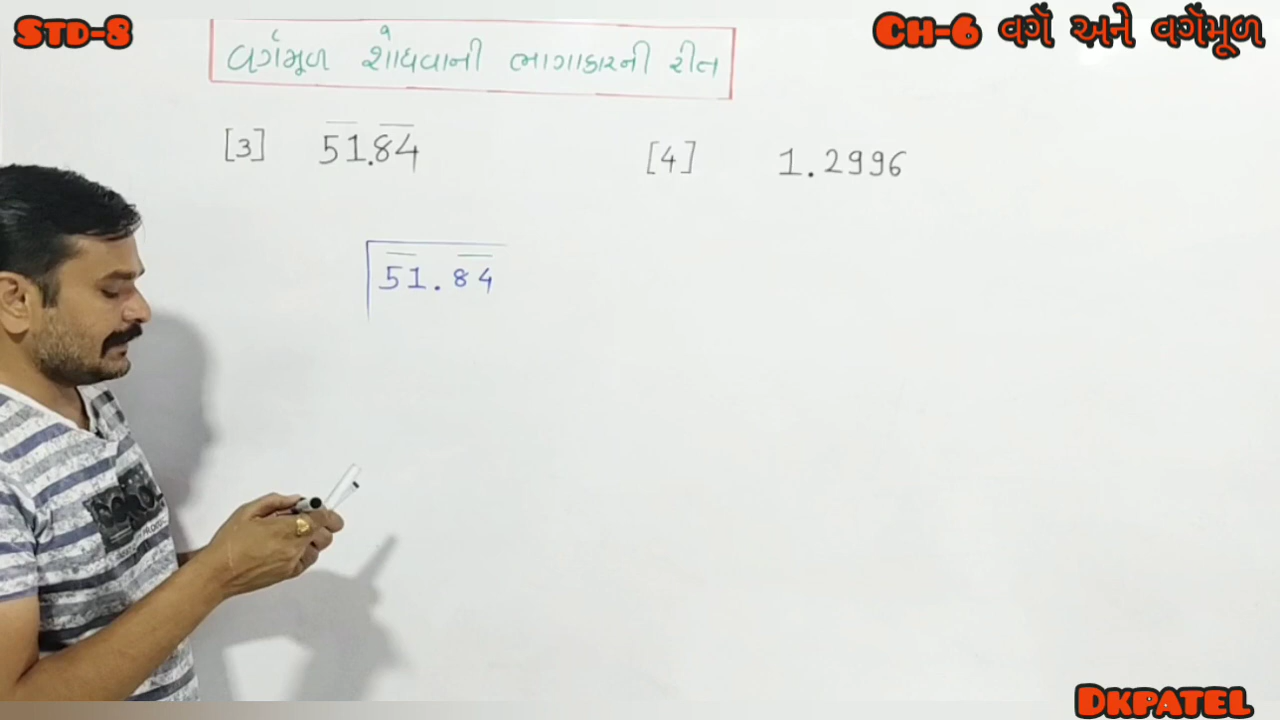 STD-8
CH-6 વર્ગ અને વર્ગમૂળ
વર્ગમૂળ શોધવાની ભાગાકારની રીત
[3] 51.84
[4] 1.2996
51.84
DKPATEL